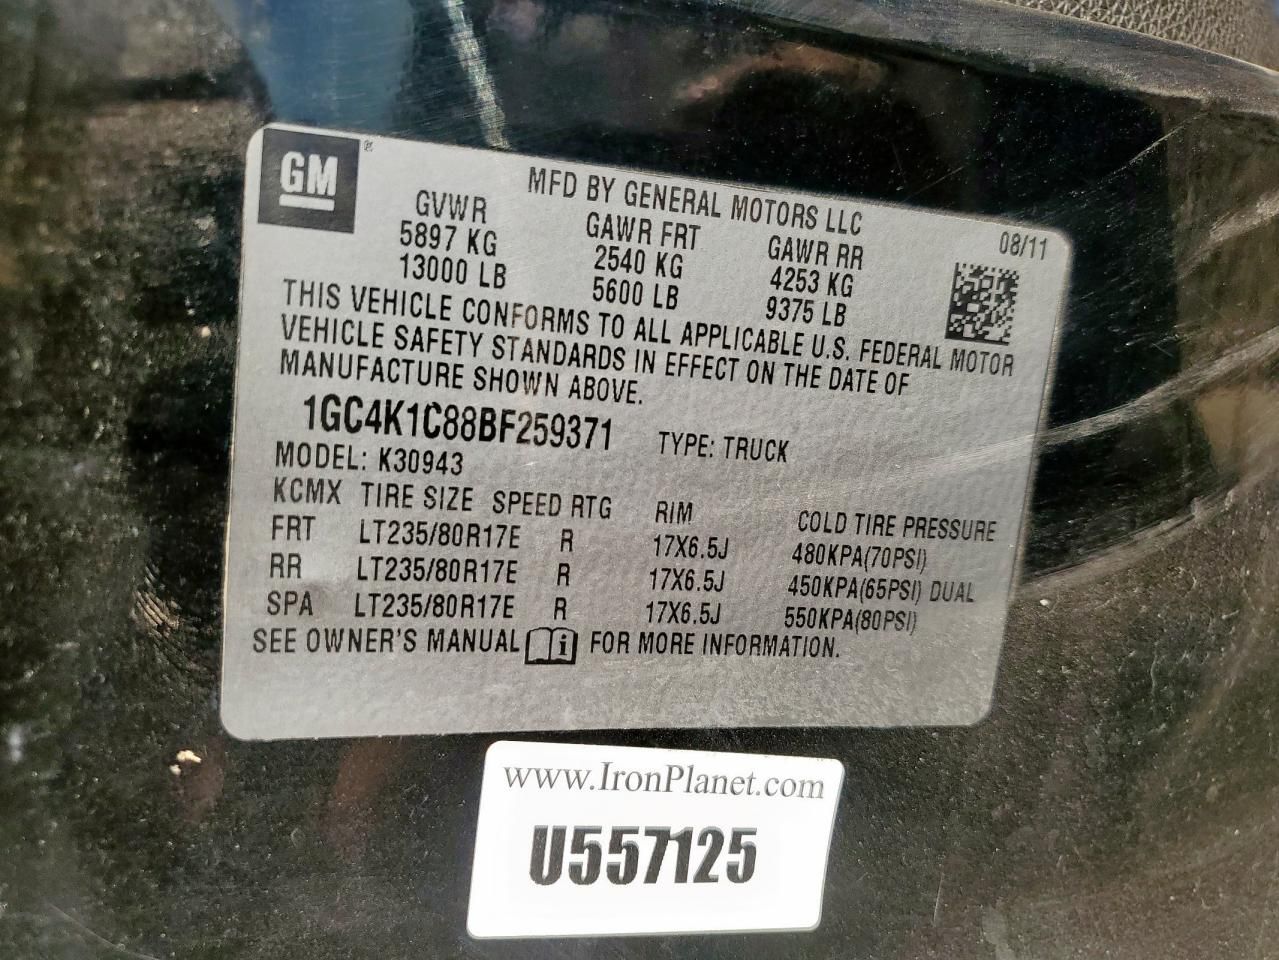 GM ®
MFD BY GENERAL MOTORS LLC
GVWR GAWR FRT GAWR RR 08/11
5897 KG 2540 KG 4253 KG
13000 LB 5600 LB 9375 LB
THIS VEHICLE CONFORMS TO ALL APPLICABLE U.S. FEDERAL MOTOR
VEHICLE SAFETY STANDARDS IN EFFECT ON THE DATE OF
MANUFACTURE SHOWN ABOVE.
1GC4K1C88BF259371 TYPE: TRUCK
MODEL: K30943
KCMX TIRE SIZE SPEED RTG RIM COLD TIRE PRESSURE
FRT LT235/80R17E R 17X6.5J 480KPA(70PSI)
RR LT235/80R17E R 17X6.5J 450KPA(65PSI) DUAL
SPA LT235/80R17E R 17X6.5J 550KPA(80PSI)
SEE OWNER'S MANUAL i FOR MORE INFORMATION.
www.IronPlanet.com
U557125